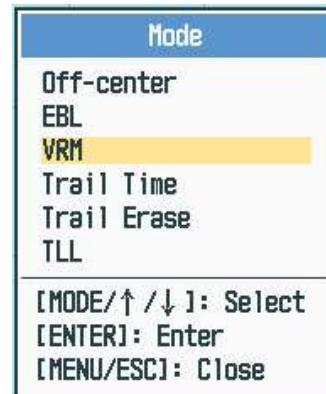 Mode
Off-center
EBL
VRM
Trail Time
Trail Erase
TLL
[MODE/↑/↓]: Select
[ENTER]: Enter
[MENU/ESC]: Close